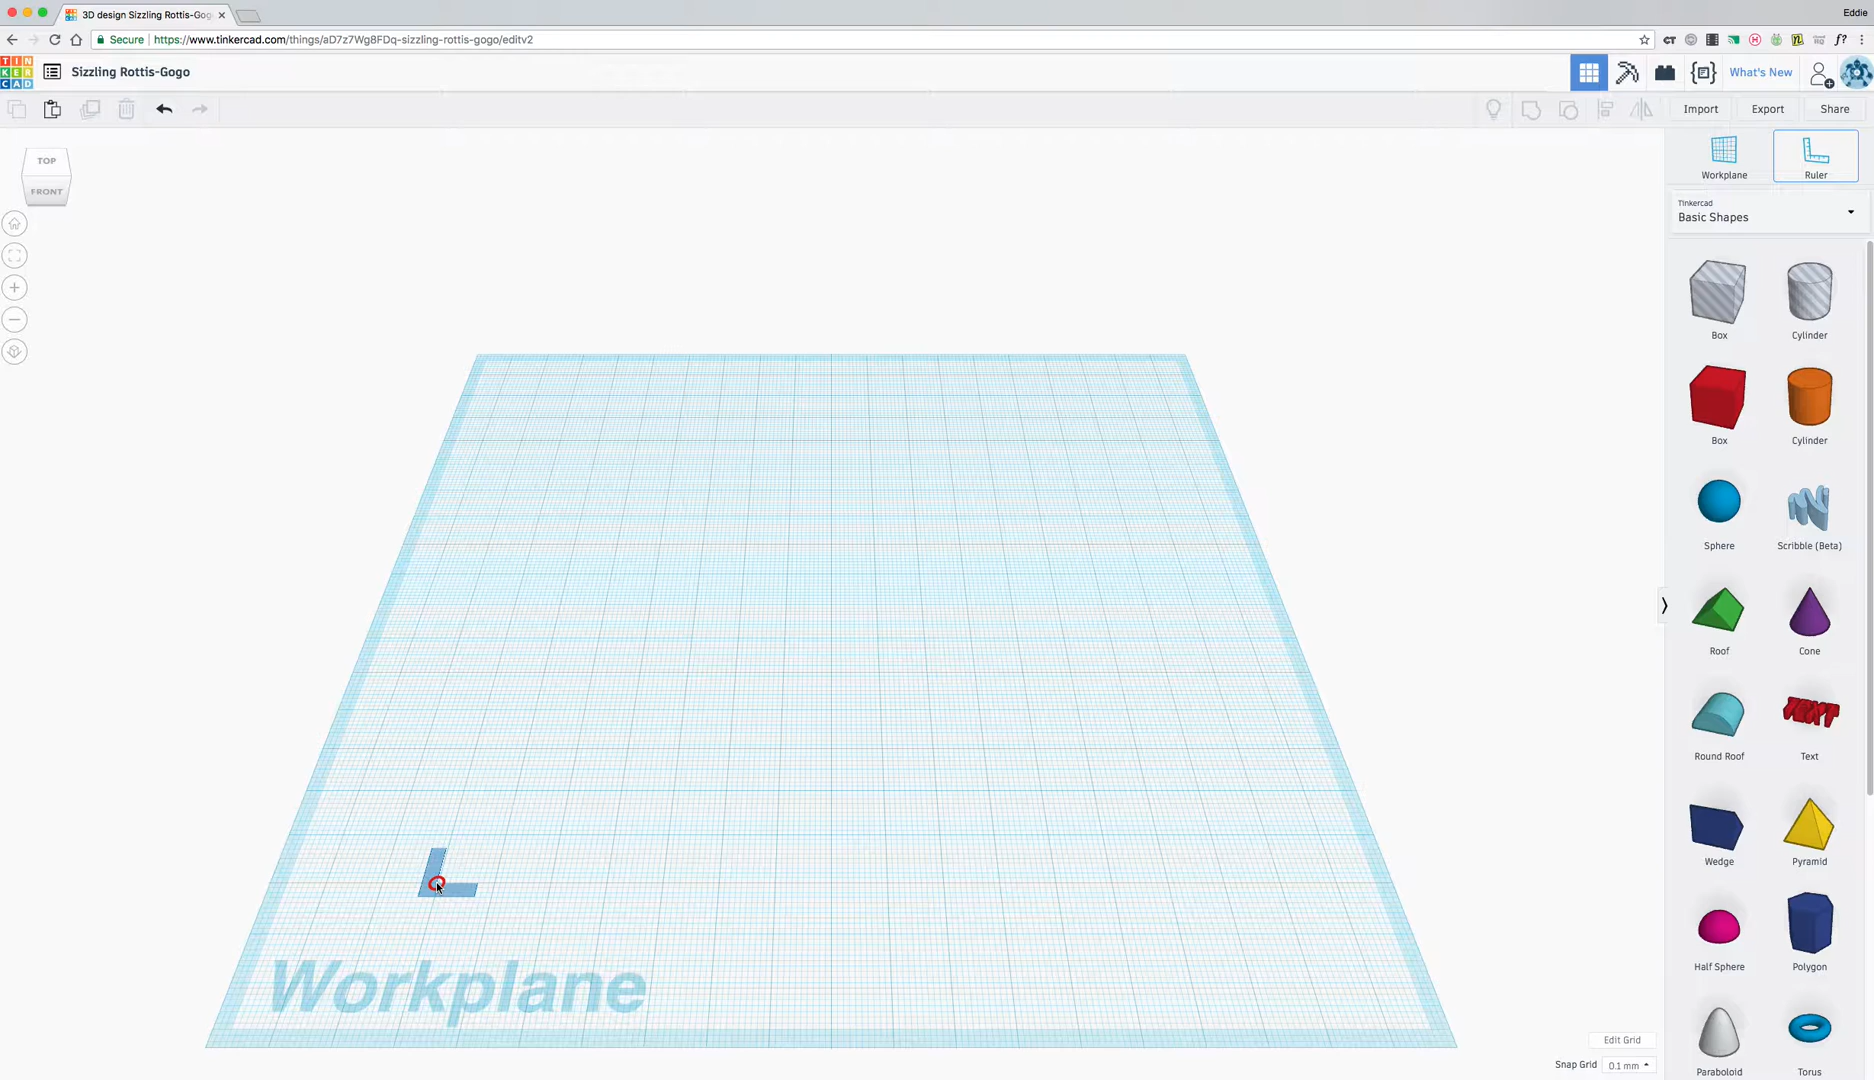 3D design Sizzling Rottis-Gog
Eddie
Secure https://www.tinkercad.com/things/aD7z7Wg8FDq-sizzling-rottis-gogo/editv2
TIN
KER
CAD
Sizzling Rottis-Gogo
What's New
Import
Export
Share
TOP
FRONT
Workplane
Ruler
Tinkercad
Basic Shapes
Box
Cylinder
Box
Cylinder
Sphere
Scribble (Beta)
Roof
Cone
TEXT
Round Roof
Text
Wedge
Pyramid
Half Sphere
Polygon
Paraboloid
Torus
Workplane
Edit Grid
Snap Grid 0.1 mm